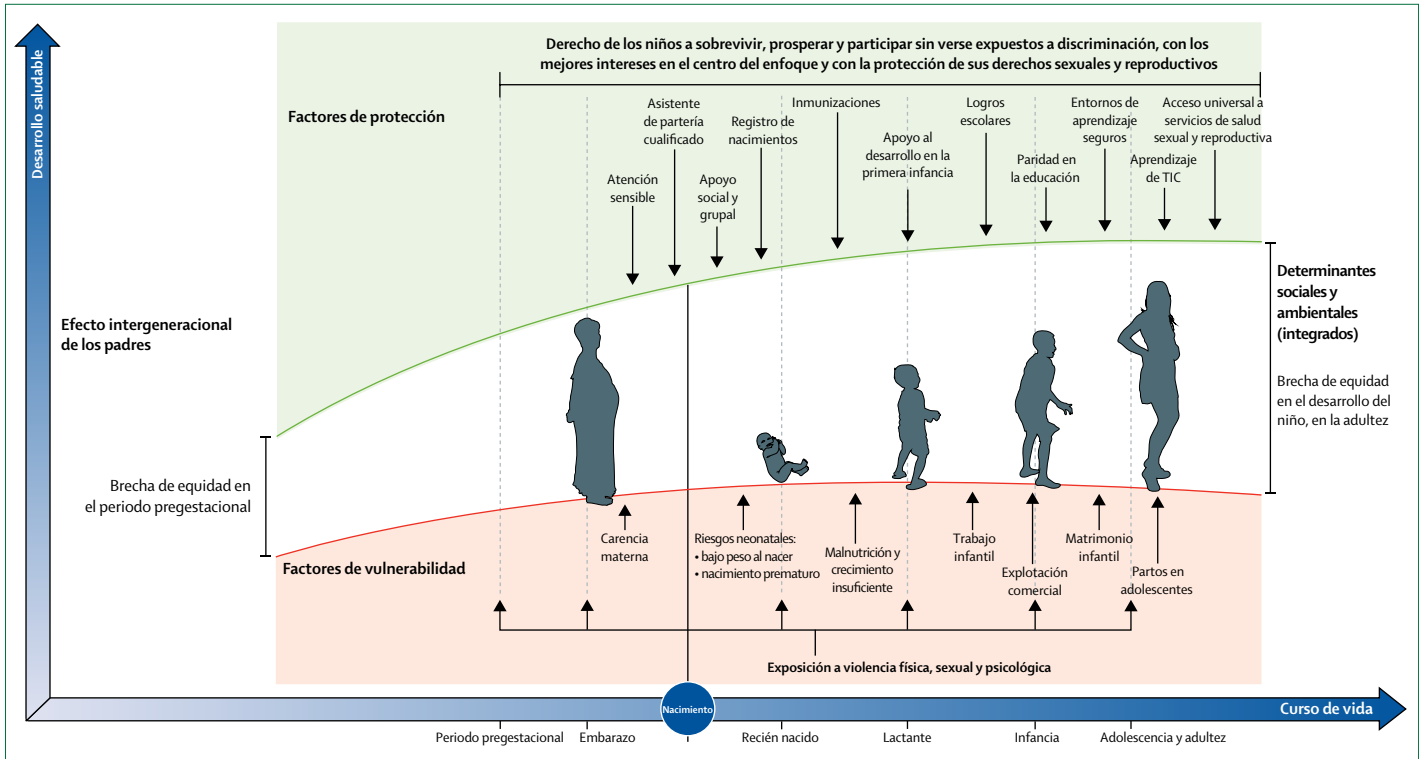 Desarrollo saludable
Derecho de los niños a sobrevivir, prosperar y participar sin verse expuestos a discriminación, con los
mejores intereses en el centro del enfoque y con la protección de sus derechos sexuales y reproductivos
Factores de protección
Atención
sensible
Asistente
de partería
cualificado
Apoyo
social y
grupal
Registro de
nacimientos
Inmunizaciones
Apoyo al
desarrollo en la
primera infancia
Logros
escolares
Paridad en
la educación
Entornos de
aprendizaje
seguros
Aprendizaje
de TIC
Acceso universal a
servicios de salud
sexual y reproductiva
Efecto intergeneracional
de los padres
Determinantes
sociales y
ambientales
(integrados)
Brecha de equidad
en el desarrollo del
niño, en la adultez
Brecha de equidad en
el periodo pregestacional
Factores de vulnerabilidad
Carencia
materna
Riesgos neonatales:
• bajo peso al nacer
• nacimiento prematuro
Malnutrición y
crecimiento
insuficiente
Trabajo
infantil
Explotación
comercial
Matrimonio
infantil
Partos en
adolescentes
Exposición a violencia física, sexual y psicológica
Nacimiento
Curso de vida
Periodo pregestacional
Embarazo
Recién nacido
Lactante
Infancia
Adolescencia y adultez